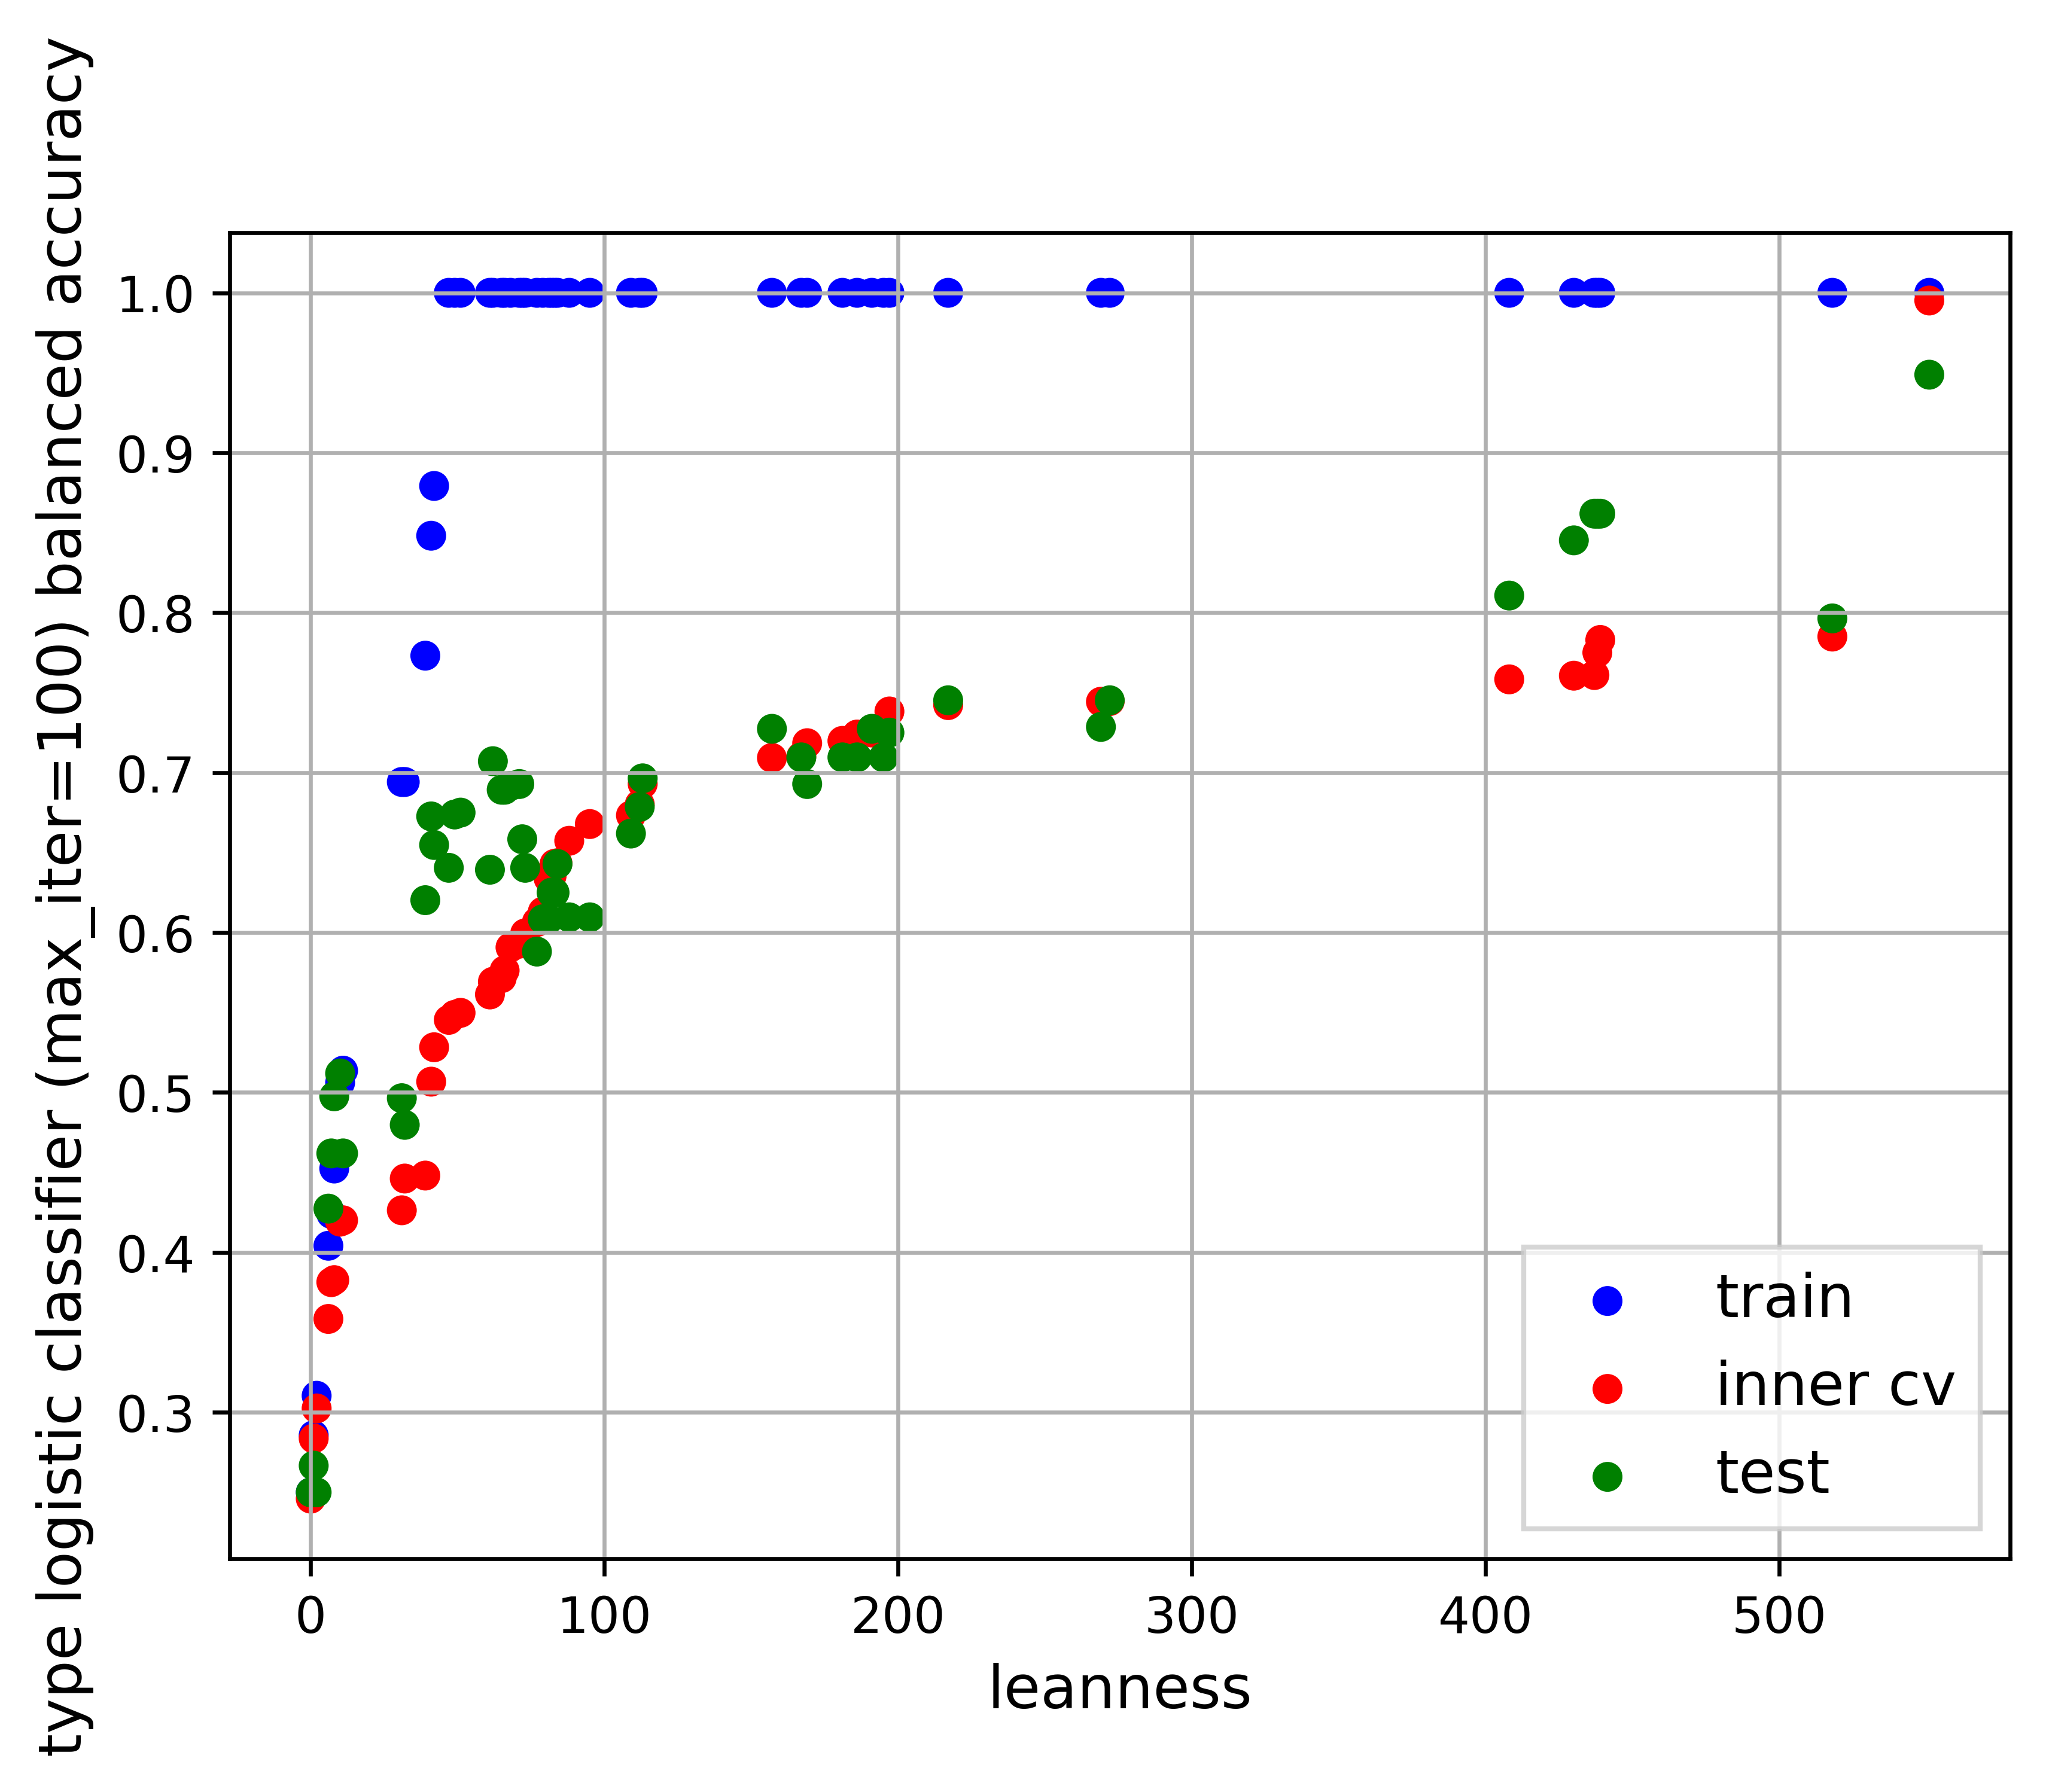 type logistic classifier (max_iter=100) balanced accuracy
1.0
0.9
0.8
0.7
0.6
0.5
0.4
0.3
train
inner cv
test
0 100 200 300 400 500
leanness